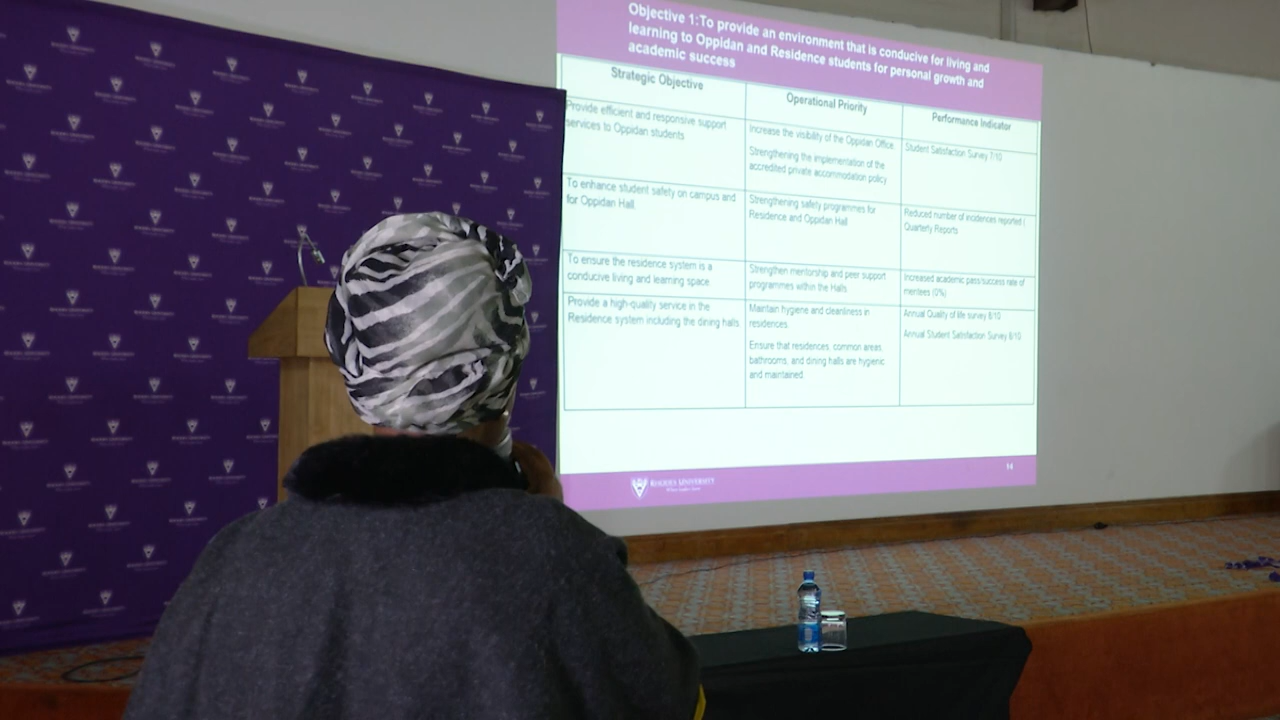 Objective 1:To provide an environment that is conducive for living and
learning to Oppidan and Residence students for personal growth and
academic success
Strategic Objective
Operational Priority
Performance Indicator
Provide efficient and responsive support
services to Oppidan students
Increase the visibility of the Oppidan Office.
Strengthening the implementation of the
accredited private accommodation policy
Student Satisfaction Survey 7/10
To enhance student safety on campus and
for Oppidan Hall.
Strengthening safety programmes for
Residence and Oppidan Hall
Reduced number of incidences reported (
Quarterly Reports
To ensure the residence system is a
conducive living and learning space.
Strengthen mentorship and peer support
programmes within the Halls
Increased academic pass/success rate of
mentees (0%)
Provide a high-quality service in the
Residence system including the dining halls
Maintain hygiene and cleanliness in
residences.
Ensure that residences, common areas,
bathrooms, and dining halls are hygienic
and maintained.
Annual Quality of life survey 8/10
Annual Student Satisfaction Survey 8/10
RHODES UNIVERSITY
Where leaders learn
14